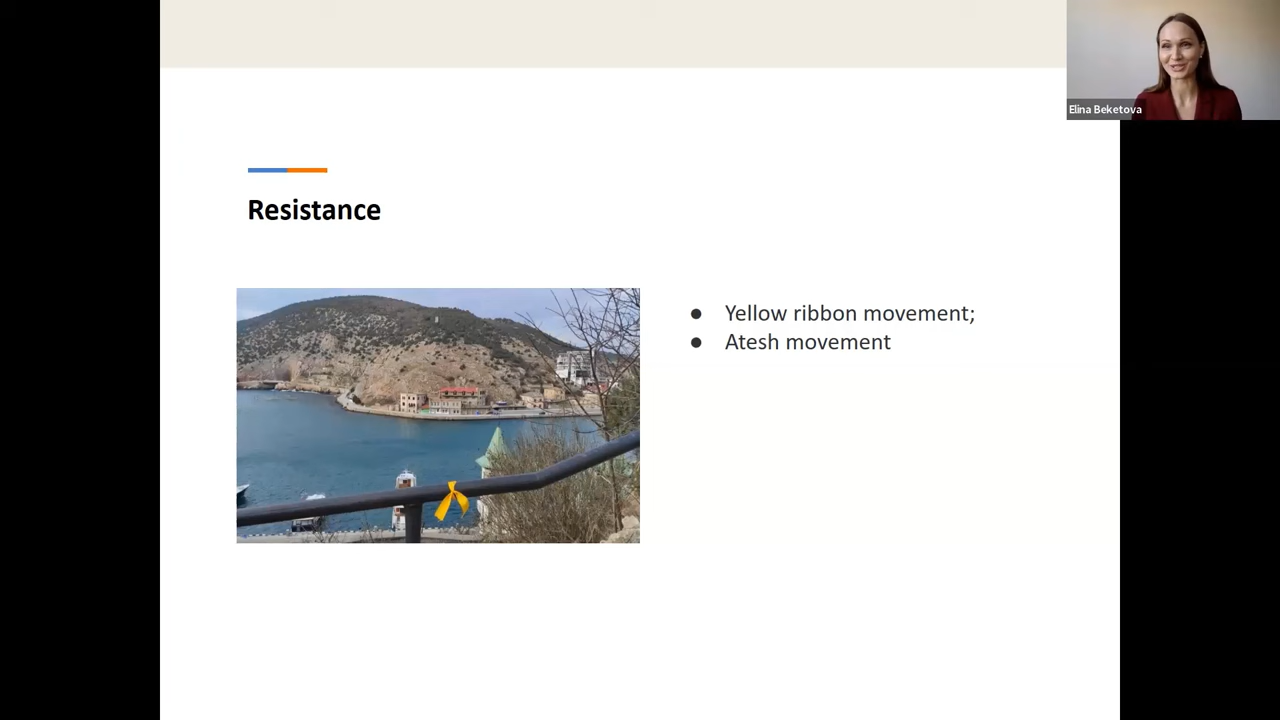 Elina Beketova
Resistance
● Yellow ribbon movement;
● Atesh movement